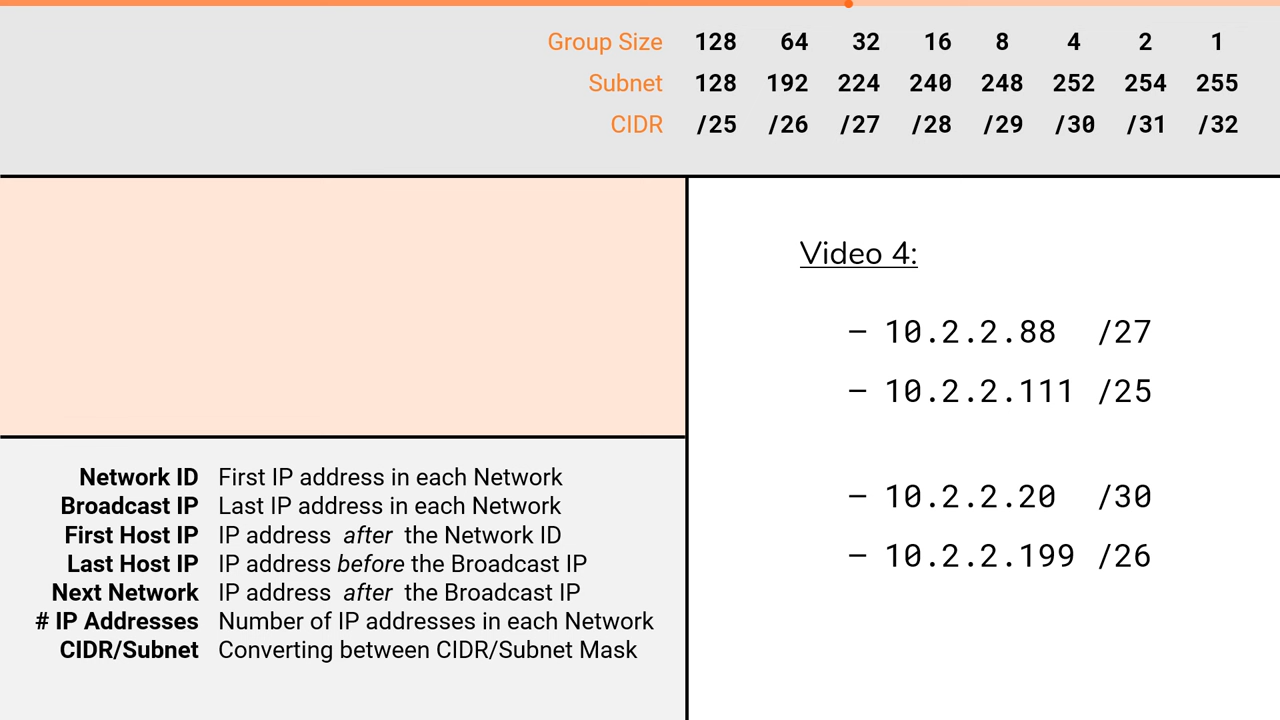 Group Size 128 64 32 16 8 4 2 1
Subnet 128 192 224 240 248 252 254 255
CIDR /25 /26 /27 /28 /29 /30 /31 /32
Video 4:
– 10.2.2.88 /27
– 10.2.2.111 /25
– 10.2.2.20 /30
– 10.2.2.199 /26
Network ID First IP address in each Network
Broadcast IP Last IP address in each Network
First Host IP IP address after the Network ID
Last Host IP IP address before the Broadcast IP
Next Network IP address after the Broadcast IP
# IP Addresses Number of IP addresses in each Network
CIDR/Subnet Converting between CIDR/Subnet Mask